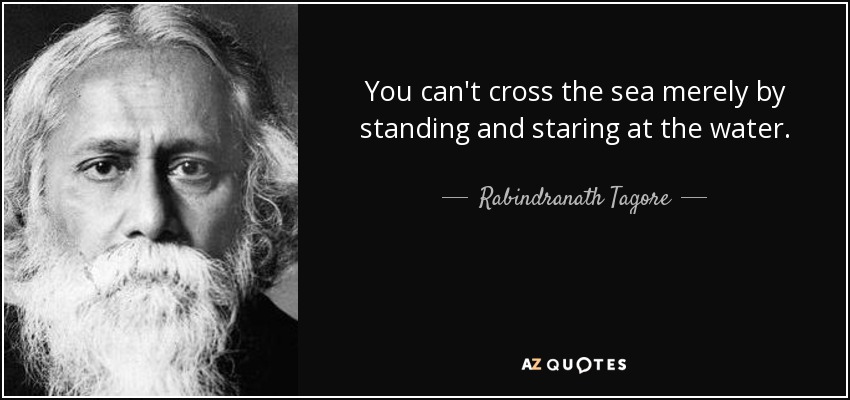 You can't cross the sea merely by
standing and staring at the water.
Rabindranath Tagore
AZ QUOTES